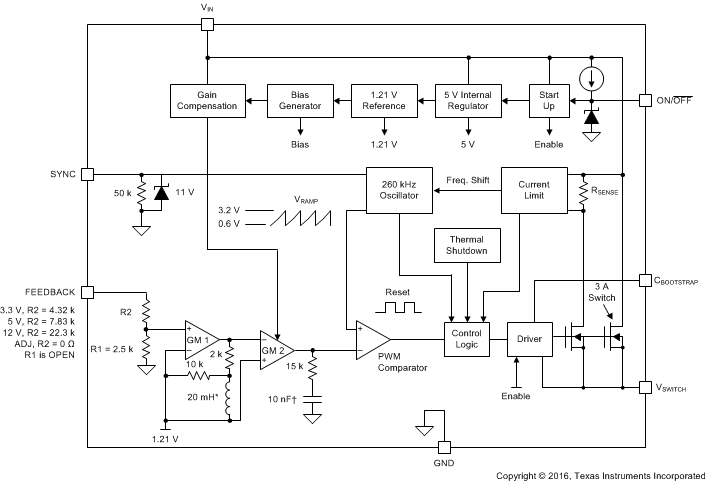 VIN
Gain
Compensation
Bias
Generator
1.21 V
Reference
5 V Internal
Regulator
Start
Up
ON/OFF
Bias
1.21 V
5 V
Enable
SYNC
50 k
11 V
VRAMP
3.2 V
0.6 V
260 kHz
Oscillator
Freq. Shift
Current
Limit
RSENSE
Thermal
Shutdown
FEEDBACK
3.3 V, R2 = 4.32 k
5 V, R2 = 7.83 k
12 V, R2 = 22.3 k
ADJ, R2 = 0 Ω
R1 is OPEN
R2
R1 = 2.5 k
+
−
GM 1
2 k
10 k
20 mH*
1.21 V
−
+
GM 2
15 k
10 nF†
Reset
+
−
PWM
Comparator
Control
Logic
Driver
Enable
3 A
Switch
CBOOTSTRAP
VSWITCH
GND
Copyright © 2016, Texas Instruments Incorporated